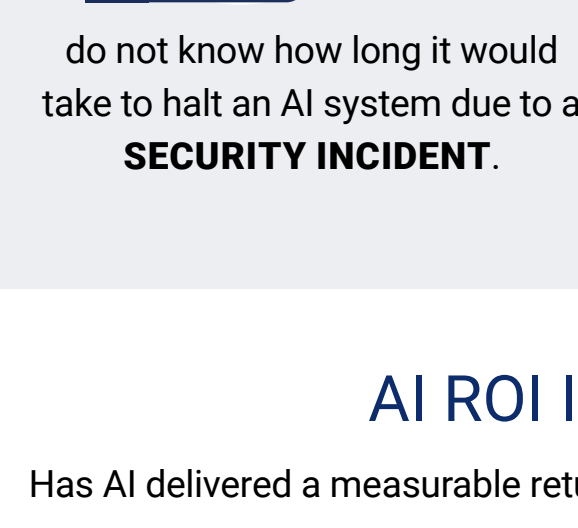 do not know how long it would
take to halt an AI system due to a
SECURITY INCIDENT.
AI ROI
Has AI delivered a measurable